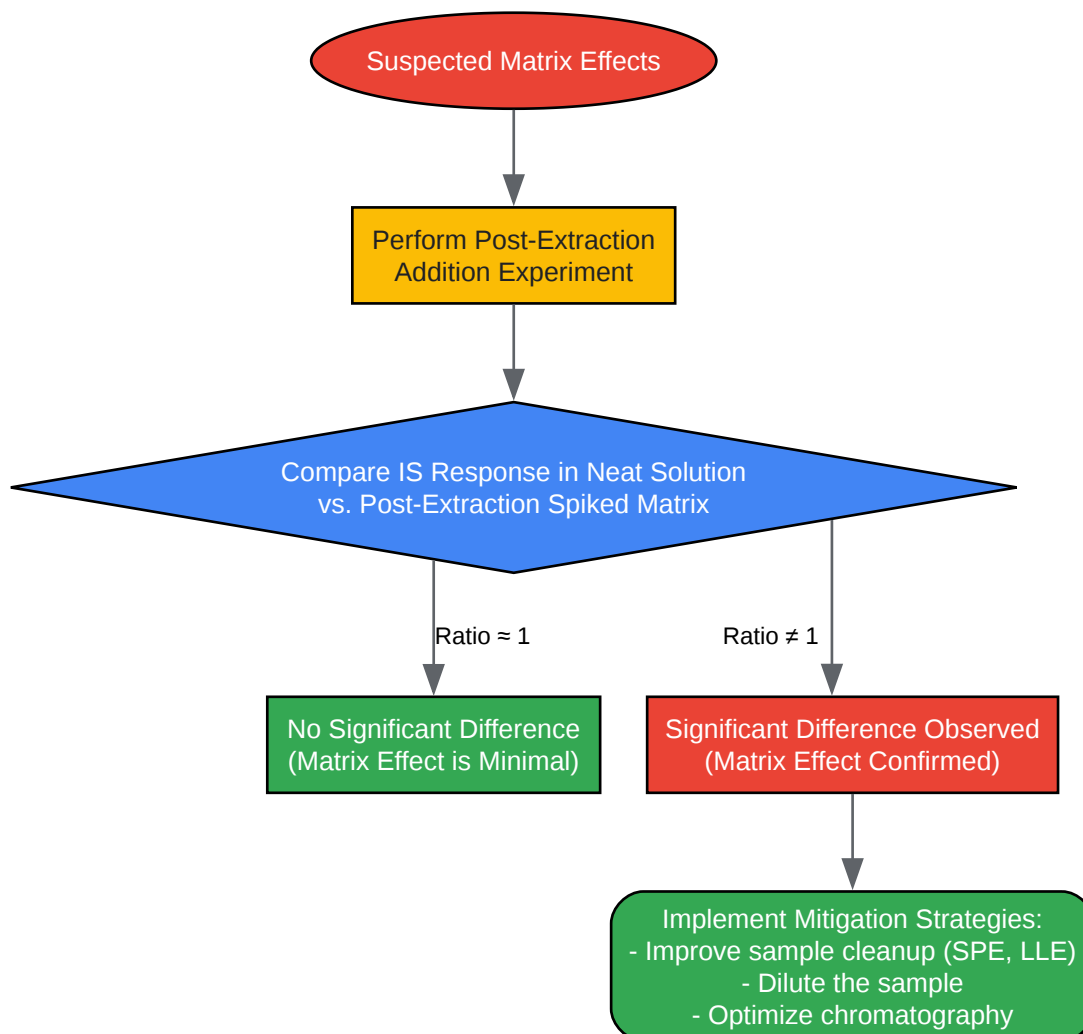 Suspected Matrix Effects
Perform Post-Extraction
Addition Experiment
Compare IS Response in Neat Solution
vs. Post-Extraction Spiked Matrix
Ratio ≈ 1
Ratio ≠ 1
No Significant Difference
(Matrix Effect is Minimal)
Significant Difference Observed
(Matrix Effect Confirmed)
Implement Mitigation Strategies:
- Improve sample cleanup (SPE, LLE)
- Dilute the sample
- Optimize chromatography